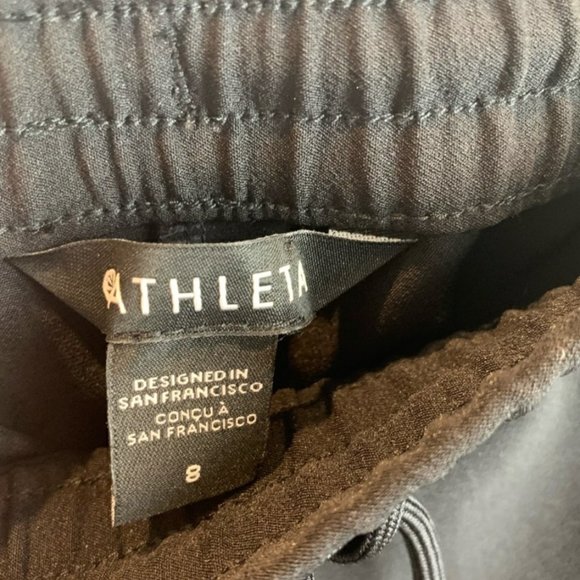 ATHLETA
DESIGNED IN
SAN FRANCISCO
CONÇU À
SAN FRANCISCO
8